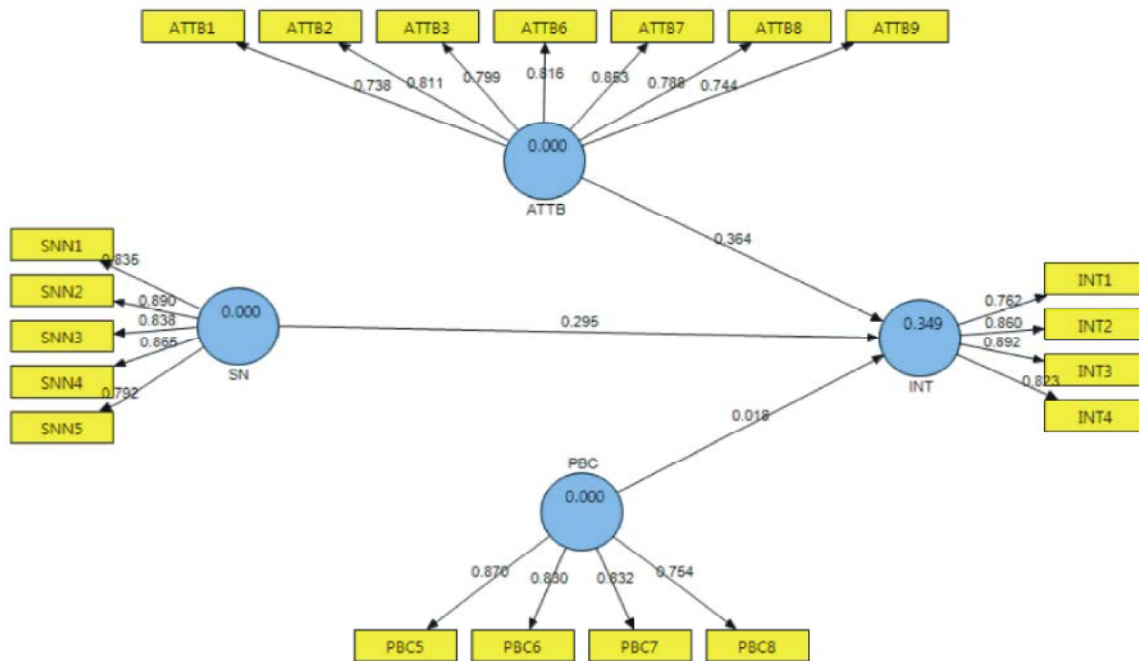 ATTB1 ATTB2 ATTB3 ATTB6 ATTB7 ATTB8 ATTB9
0.738 0.811 0.799 0.816 0.853 0.788 0.744
0.000
ATTB
0.364
SNN1
SNN2
SNN3
SNN4
SNN5
0.835
0.890
0.838
0.865
0.792
0.000
SN
0.295
0.349
INT
0.762
0.860
0.892
0.823
INT1
INT2
INT3
INT4
0.018
PBC
0.000
0.870 0.830 0.832 0.754
PBC5 PBC6 PBC7 PBC8